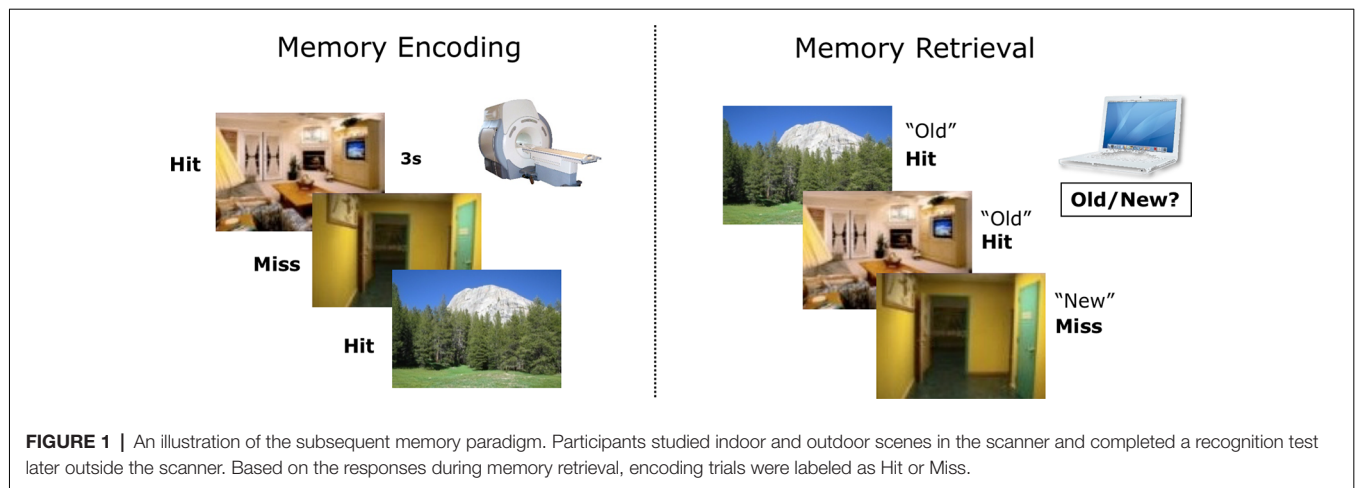 Memory Encoding
Hit
3s
Miss
Hit
Memory Retrieval
“Old”
Hit
“Old”
Hit
“New”
Miss
Old/New?
FIGURE 1 | An illustration of the subsequent memory paradigm. Participants studied indoor and outdoor scenes in the scanner and completed a recognition test
later outside the scanner. Based on the responses during memory retrieval, encoding trials were labeled as Hit or Miss.